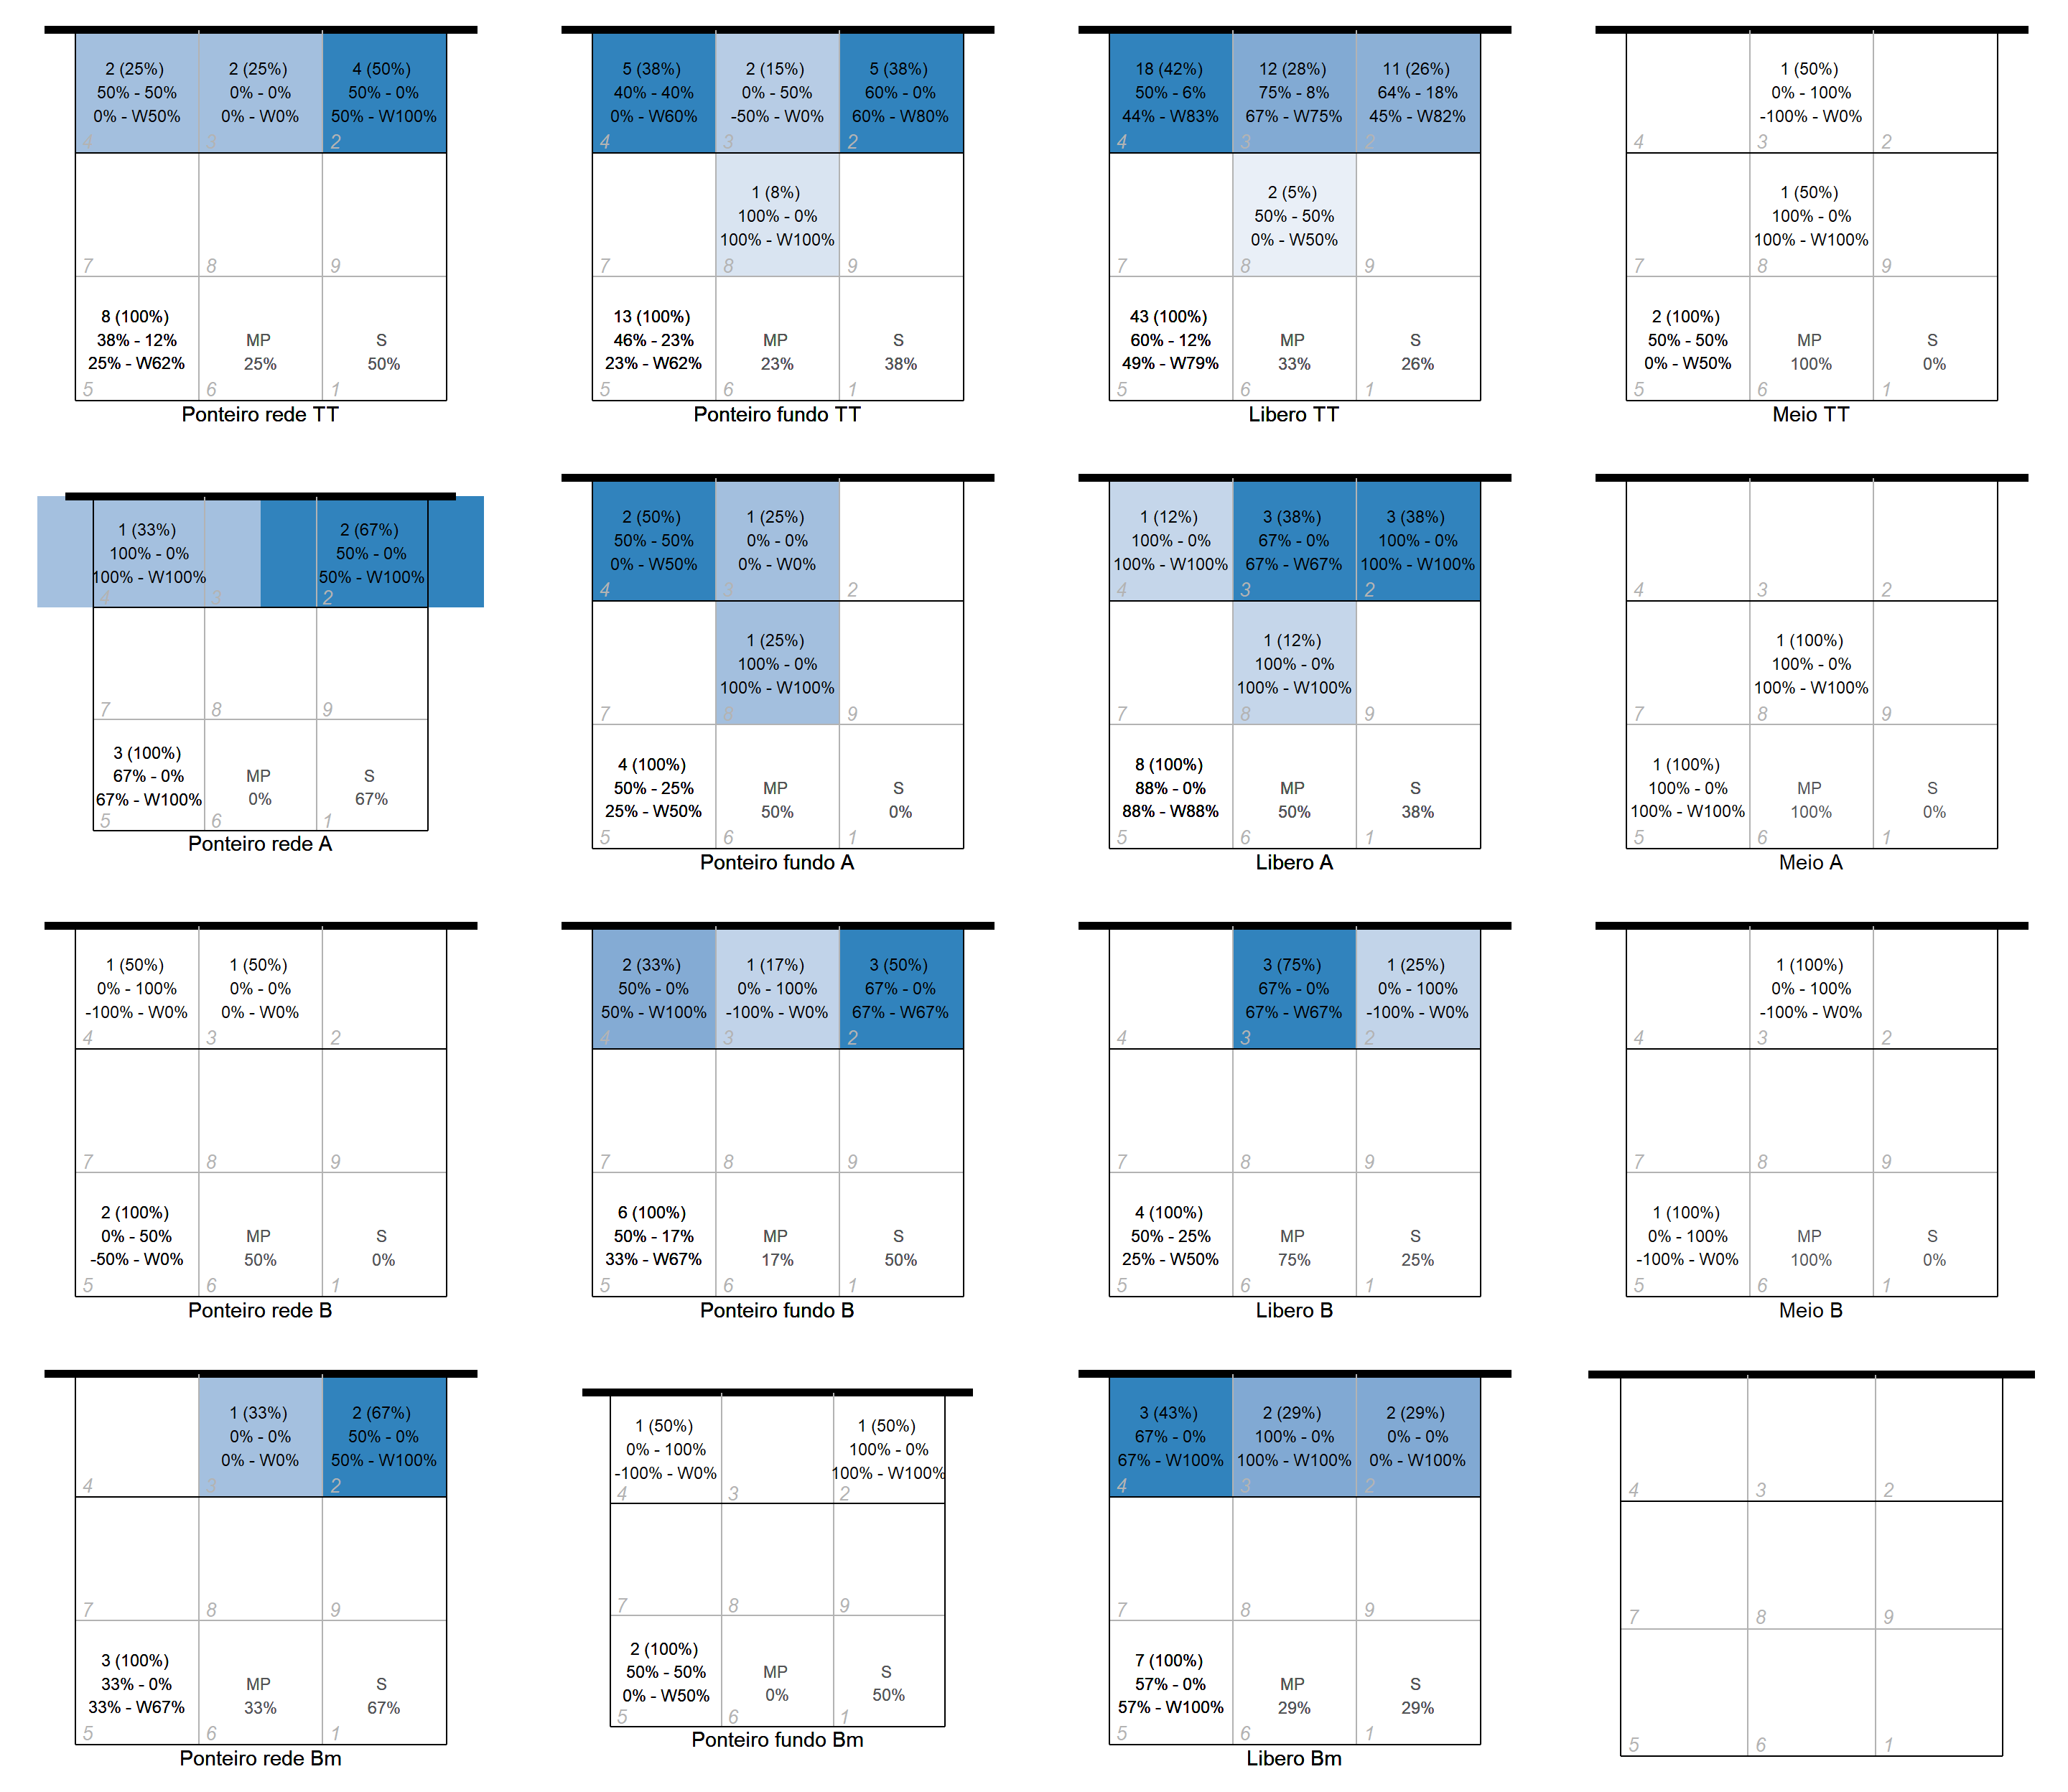 2 (25%) 2 (25%) 4 (50%)
50% - 50% 0% - 0% 50% - 0%
0% - W50% 0% - W0% 50% - W100%
4 3 2
7 8 9
8 (100%)
38% - 12% MP S
25% - W62% 25% 50%
5 6 1
Ponteiro rede TT
5 (38%) 2 (15%) 5 (38%)
40% - 40% 0% - 50% 60% - 0%
0% - W60% -50% - W0% 60% - W80%
4 3 2
1 (8%)
100% - 0%
100% - W100%
7 8 9
13 (100%)
46% - 23% MP S
23% - W62% 23% 38%
5 6 1
Ponteiro fundo TT
18 (42%) 12 (28%) 11 (26%)
50% - 6% 75% - 8% 64% - 18%
44% - W83% 67% - W75% 45% - W82%
4 3 2
2 (5%)
50% - 50%
0% - W50%
7 8 9
43 (100%)
60% - 12% MP S
49% - W79% 33% 26%
5 6 1
Libero TT
1 (50%)
0% - 100%
-100% - W0%
4 3 2
1 (50%)
100% - 0%
100% - W100%
7 8 9
2 (100%)
50% - 50% MP S
0% - W50% 100% 0%
5 6 1
Meio TT
1 (33%) 2 (67%)
100% - 0% 50% - 0%
100% - W100% 50% - W100%
4 3 2
7 8 9
3 (100%)
67% - 0% MP S
67% - W100% 0% 67%
5 6 1
Ponteiro rede A
2 (50%) 1 (25%)
50% - 50% 0% - 0%
0% - W50% 0% - W0%
4 3 2
1 (25%)
100% - 0%
100% - W100%
7 8 9
4 (100%)
50% - 25% MP S
25% - W50% 50% 0%
5 6 1
Ponteiro fundo A
1 (12%) 3 (38%) 3 (38%)
100% - 0% 67% - 0% 100% - 0%
100% - W100% 67% - W67% 100% - W100%
4 3 2
1 (12%)
100% - 0%
100% - W100%
7 8 9
8 (100%)
88% - 0% MP S
88% - W88% 50% 38%
5 6 1
Libero A
4 3 2
1 (100%)
100% - 0%
100% - W100%
7 8 9
1 (100%)
100% - 0% MP S
100% - W100% 100% 0%
5 6 1
Meio A
1 (50%) 1 (50%)
0% - 100% 0% - 0%
-100% - W0% 0% - W0%
4 3 2
7 8 9
2 (100%)
0% - 50% MP S
-50% - W0% 50% 0%
5 6 1
Ponteiro rede B
2 (33%) 1 (17%) 3 (50%)
50% - 0% 0% - 100% 67% - 0%
50% - W100% -100% - W0% 67% - W67%
4 3 2
7 8 9
6 (100%)
50% - 17% MP S
33% - W67% 17% 50%
5 6 1
Ponteiro fundo B
3 (75%) 1 (25%)
67% - 0% 0% - 100%
67% - W67% -100% - W0%
4 3 2
7 8 9
4 (100%)
50% - 25% MP S
25% - W50% 75% 25%
5 6 1
Libero B
1 (100%)
0% - 100%
-100% - W0%
4 3 2
7 8 9
1 (100%)
0% - 100% MP S
-100% - W0% 100% 0%
5 6 1
Meio B
1 (33%) 2 (67%)
0% - 0% 50% - 0%
0% - W0% 50% - W100%
4 3 2
7 8 9
3 (100%)
33% - 0% MP S
33% - W67% 33% 67%
5 6 1
Ponteiro rede Bm
1 (50%) 1 (50%)
0% - 100% 100% - 0%
-100% - W0% 100% - W100%
4 3 2
7 8 9
2 (100%)
50% - 50% MP S
0% - W50% 0% 50%
5 6 1
Ponteiro fundo Bm
3 (43%) 2 (29%) 2 (29%)
67% - 0% 100% - 0% 0% - 0%
67% - W100% 100% - W100% 0% - W100%
4 3 2
7 8 9
7 (100%)
57% - 0% MP S
57% - W100% 29% 29%
5 6 1
Libero Bm
4 3 2
7 8 9
5 6 1